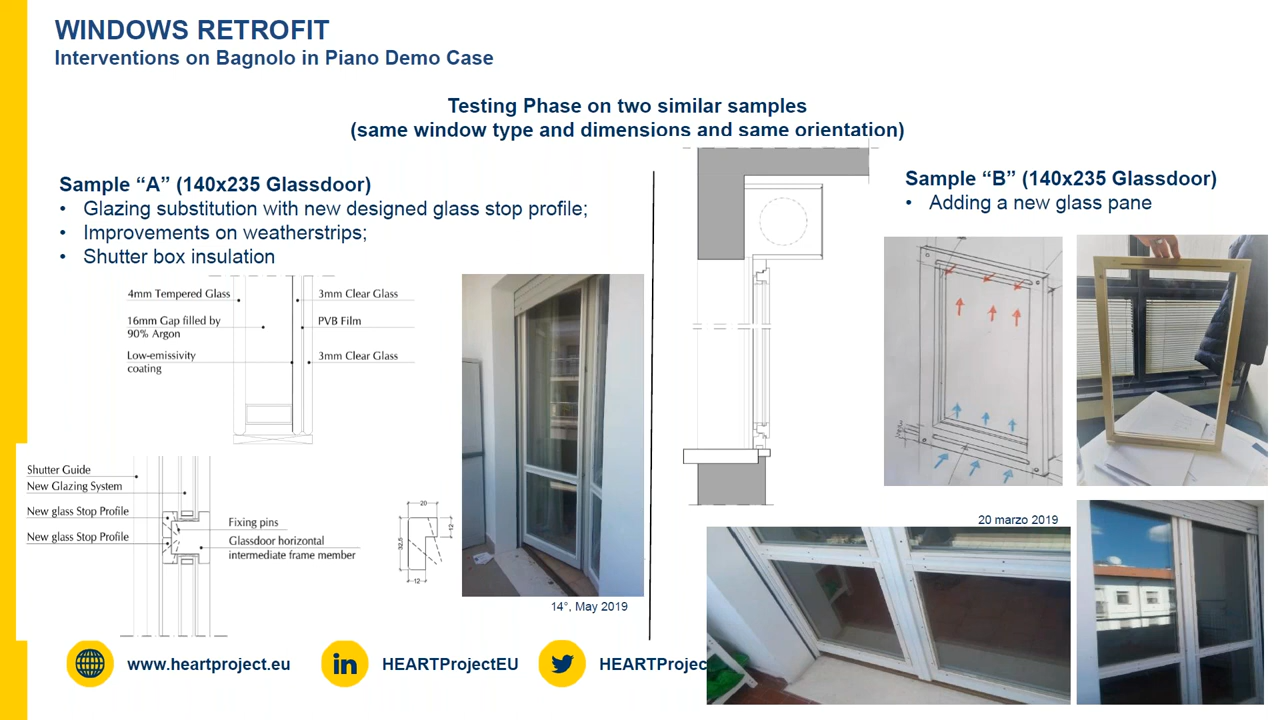 WINDOWS RETROFIT
Interventions on Bagnolo in Piano Demo Case
Testing Phase on two similar samples
(same window type and dimensions and same orientation)
Sample “A” (140x235 Glassdoor)
• Glazing substitution with new designed glass stop profile;
• Improvements on weatherstrips;
• Shutter box insulation
4mm Tempered Glass
16mm Gap filled by
90% Argon
Low-emissivity
coating
3mm Clear Glass
PVB Film
3mm Clear Glass
Shutter Guide
New Glazing System
New glass Stop Profile
New glass Stop Profile
Fixing pins
Glassdoor horizontal
intermediate frame member
20
12
32,5
12
14°, May 2019
Sample “B” (140x235 Glassdoor)
• Adding a new glass pane
20 marzo 2019
www.heartproject.eu
HEARTProjectEU
HEARTProjec